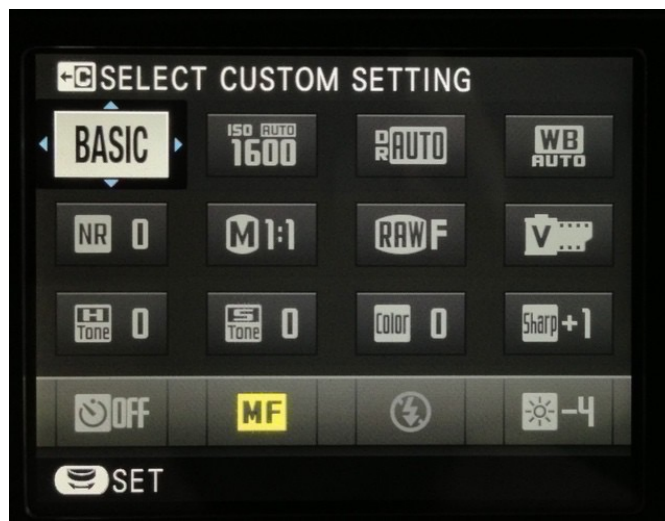 C SELECT CUSTOM SETTING
BASIC ISO AUTO 1600 DR AUTO WB AUTO
NR 0 M 1:1 RAW F V
H Tone 0 S Tone 0 Color 0 Sharp +1
OFF MF -4
SET